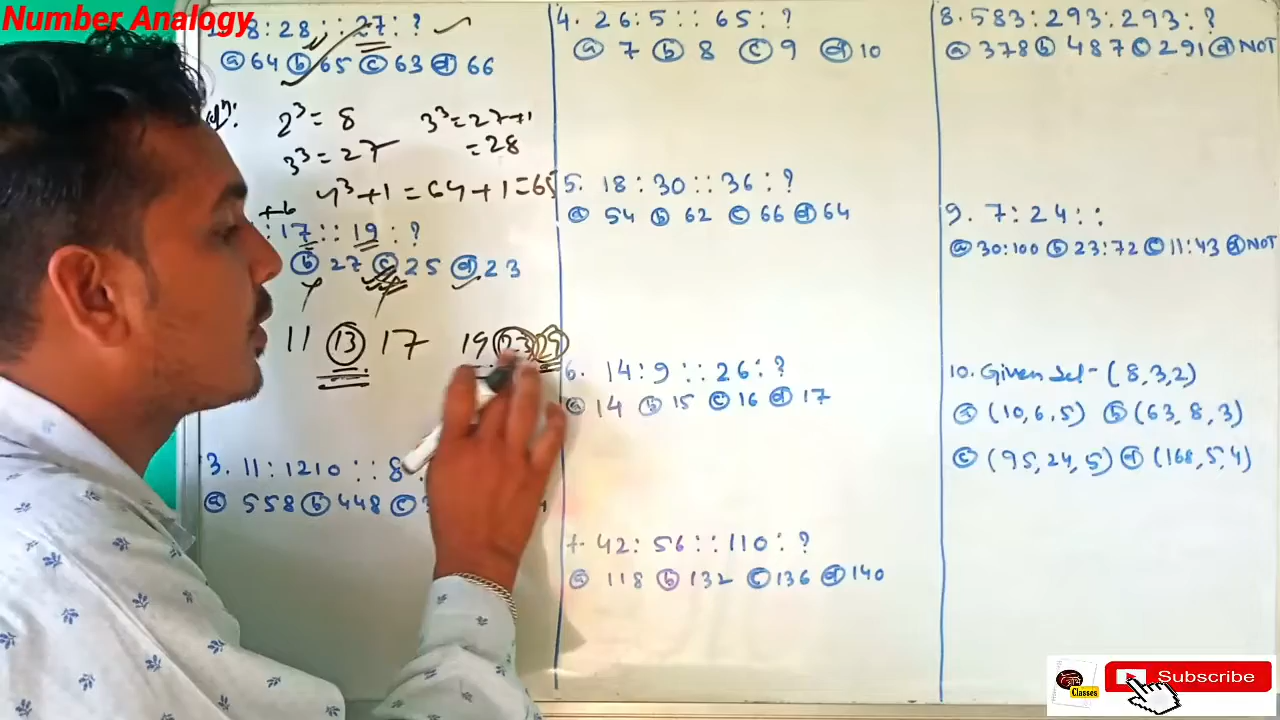 Number Analogy
8:28::27:?
ⓐ 64 ⓑ 65 ⓒ 63 ⓓ 66
2³ = 8 3³ = 27+1
3³ = 27 = 28
4³ + 1 = 64 + 1 = 65
+6
: 17 :: 19 : ?
ⓑ 27 ⓒ 25 ⓓ 23
11 13 17 19 23 29
3. 11 : 1210 :: 8
ⓐ 558 ⓑ 448 ⓒ
4. 26 : 5 :: 65 : ?
ⓐ 7 ⓑ 8 ⓒ 9 ⓓ 10
5. 18 : 30 :: 36 : ?
ⓐ 54 ⓑ 62 ⓒ 66 ⓓ 64
6. 14 : 9 :: 26 : ?
ⓐ 14 ⓑ 15 ⓒ 16 ⓓ 17
7. 42 : 56 :: 110 : ?
ⓐ 118 ⓑ 132 ⓒ 136 ⓓ 140
8. 583 : 293 : 293 : ?
ⓐ 378 ⓑ 487 ⓒ 291 ⓓ NOT
9. 7 : 24 ::
ⓐ 30:100 ⓑ 23:72 ⓒ 11:43 ⓓ NOT
10. Given Set - (8,3,2)
ⓐ (10,6,5) ⓑ (63,8,3)
ⓒ (95,24,5) ⓓ (168,5,4)
Classes
Subscribe